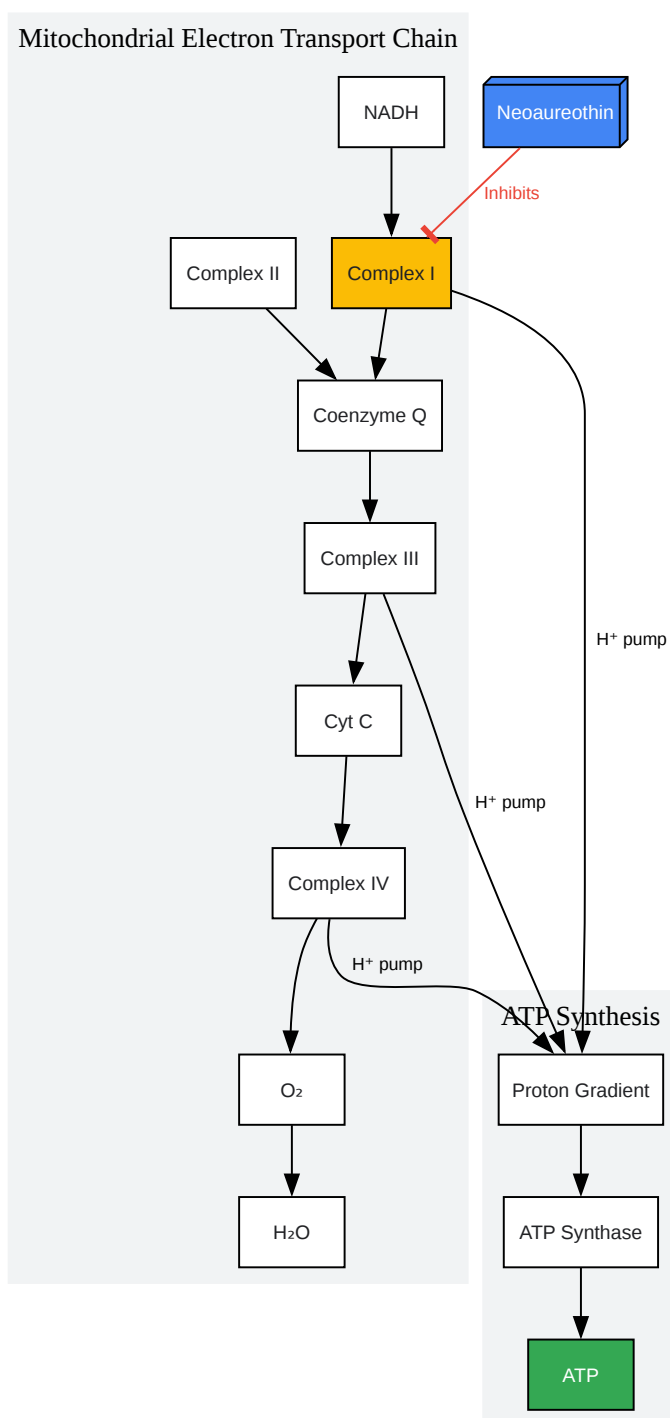 Mitochondrial Electron Transport Chain
NADH
Neoaureothin
Inhibits
Complex II
Complex I
Coenzyme Q
Complex III
H⁺ pump
Cyt C
H⁺ pump
Complex IV
H⁺ pump
ATP Synthesis
O₂
Proton Gradient
H₂O
ATP Synthase
ATP